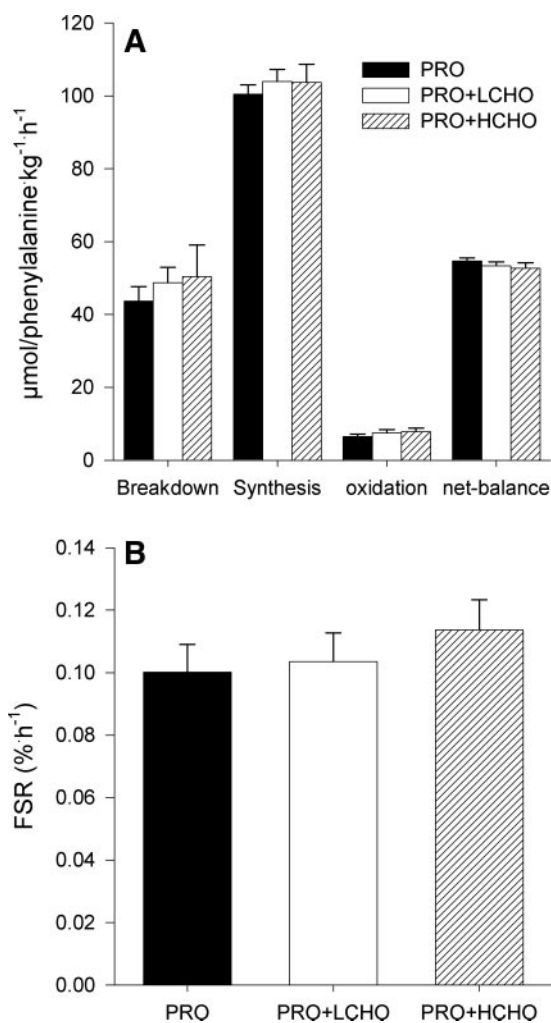 A
PRO
PRO+LCHO
PRO+HCHO
µmol/phenylalanine·kg⁻¹·h⁻¹
120
100
80
60
40
20
0
Breakdown Synthesis oxidation net-balance
B
FSR (%·h⁻¹)
0.14
0.12
0.10
0.08
0.06
0.04
0.02
0.00
PRO PRO+LCHO PRO+HCHO